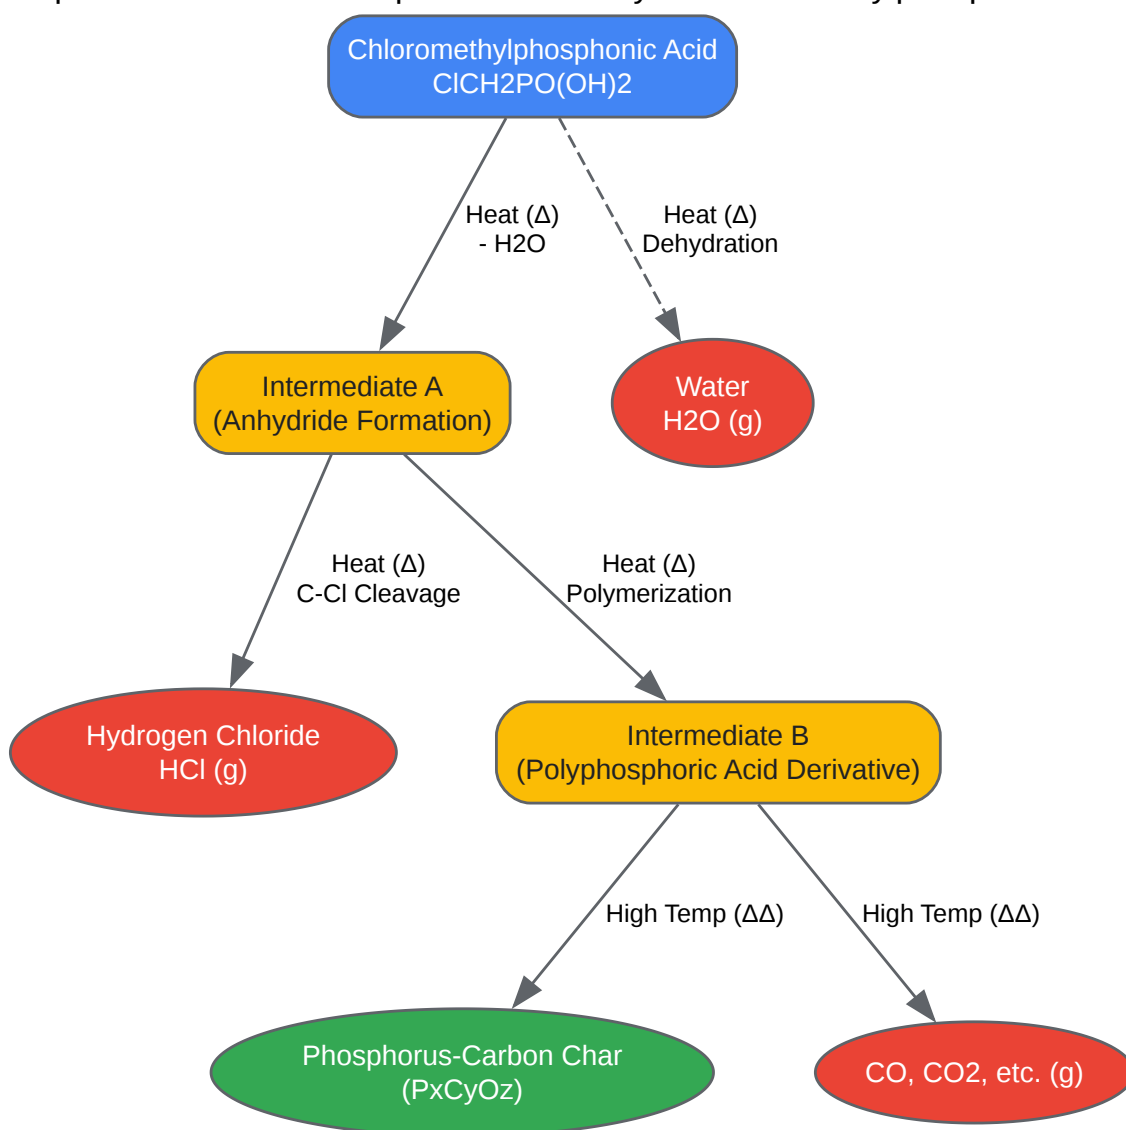 Chloromethylphosphonic Acid
ClCH2PO(OH)2
Heat (Δ)
- H2O
Heat (Δ)
Dehydration
Intermediate A
(Anhydride Formation)
Water
H2O (g)
Heat (Δ)
C-Cl Cleavage
Heat (Δ)
Polymerization
Hydrogen Chloride
HCl (g)
Intermediate B
(Polyphosphoric Acid Derivative)
High Temp (ΔΔ)
High Temp (ΔΔ)
Phosphorus-Carbon Char
(PxCyOz)
CO, CO2, etc. (g)